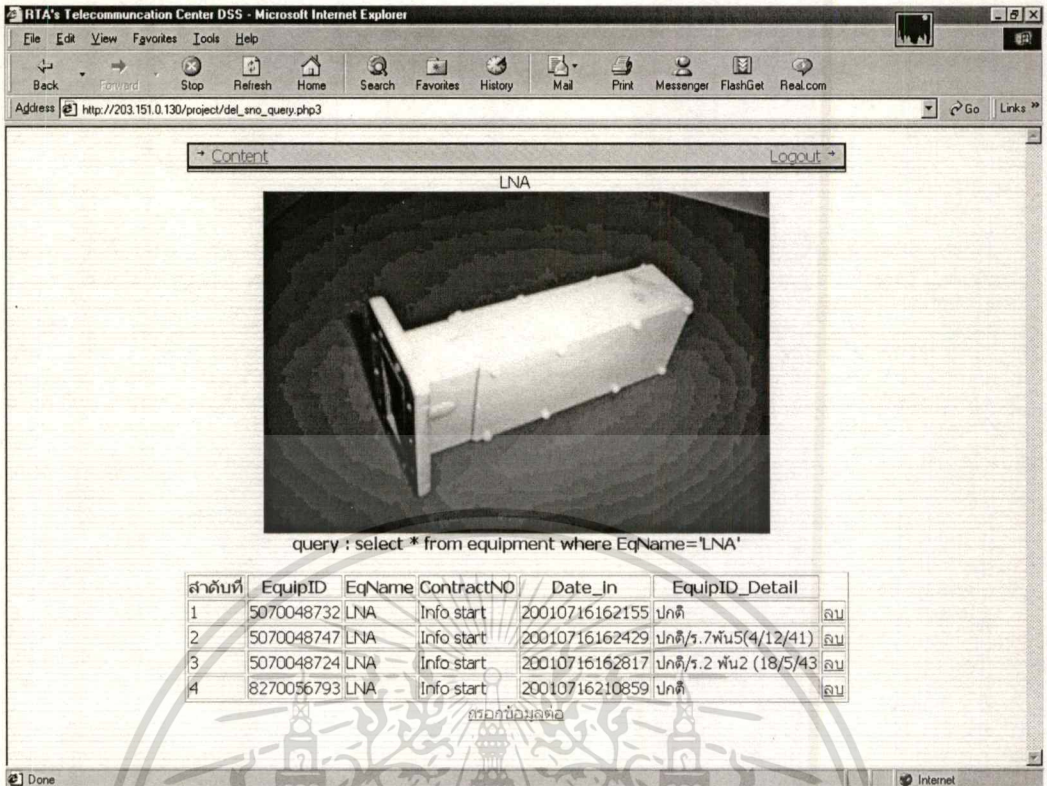 RTA's Telecommuncation Center DSS - Microsoft Internet Explorer
File Edit View Favorites Tools Help
Back Forward Stop Refresh Home Search Favorites History Mail Print Messenger FlashGet Real.com
Address http://203.151.0.130/project/del_sno_query.php3 Go Links »
Content Logout
LNA
query : select * from equipment where EqName='LNA'
ลำดับที่ EquipID EqName ContractNO Date_in EquipID_Detail
1 5070048732 LNA Info start 20010716162155 ปกติ ลบ
2 5070048747 LNA Info start 20010716162429 ปกติ/ร.7พัน5(4/12/41) ลบ
3 5070048724 LNA Info start 20010716162817 ปกติ/ร.2 พัน2 (18/5/43 ลบ
4 8270056793 LNA Info start 20010716210859 ปกติ ลบ
กรอกข้อมูลต่อ
Done Internet